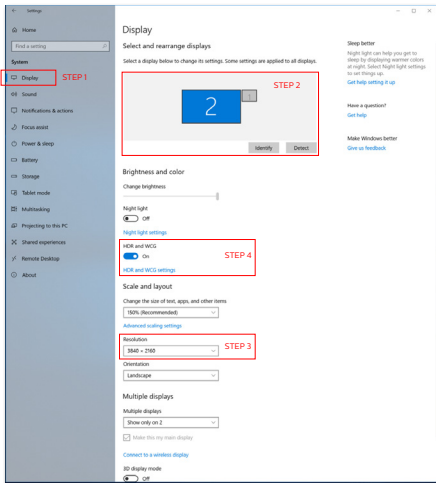 Settings
Home
Find a setting
System
Display
STEP 1
Sound
Notifications & actions
Focus assist
Power & sleep
Battery
Storage
Tablet mode
Multitasking
Projecting to this PC
Shared experiences
Remote Desktop
About
Display
Select and rearrange displays
Select a display below to change its settings. Some settings are applied to all displays.
STEP 2
2
1
Identify
Detect
Brightness and color
Change brightness
Night light
Off
Night light settings
HDR and WCG
On
STEP 4
HDR and WCG settings
Scale and layout
Change the size of text, apps, and other items
150% (Recommended)
Advanced scaling settings
Resolution
3840 × 2160
STEP 3
Orientation
Landscape
Multiple displays
Multiple displays
Show only on 2
Make this my main display
Connect to a wireless display
3D display mode
Off
Sleep better
Night light can help you get to
sleep by displaying warmer colors
at night. Select Night light settings
to set things up.
Get help setting it up
Have a question?
Get help
Make Windows better
Give us feedback